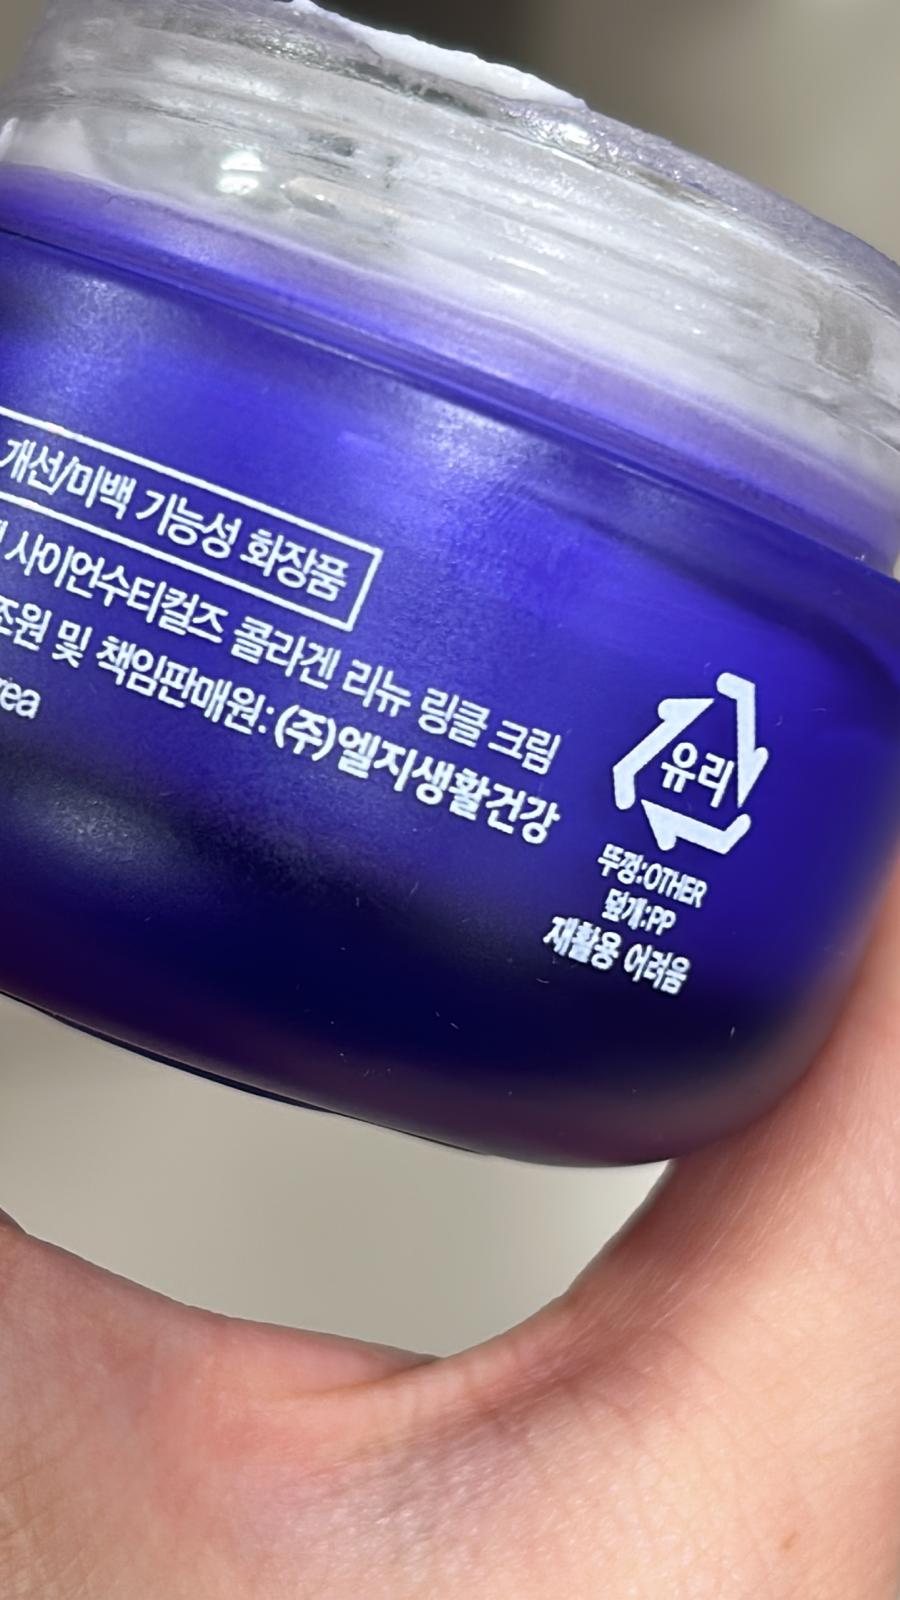 개선/미백 기능성 화장품
사이언수티컬즈 콜라겐 리뉴 링클 크림
조원 및 책임판매원: (주)엘지생활건강
rea
유리
뚜껑:OTHER
덮개:PP
재활용 어려움